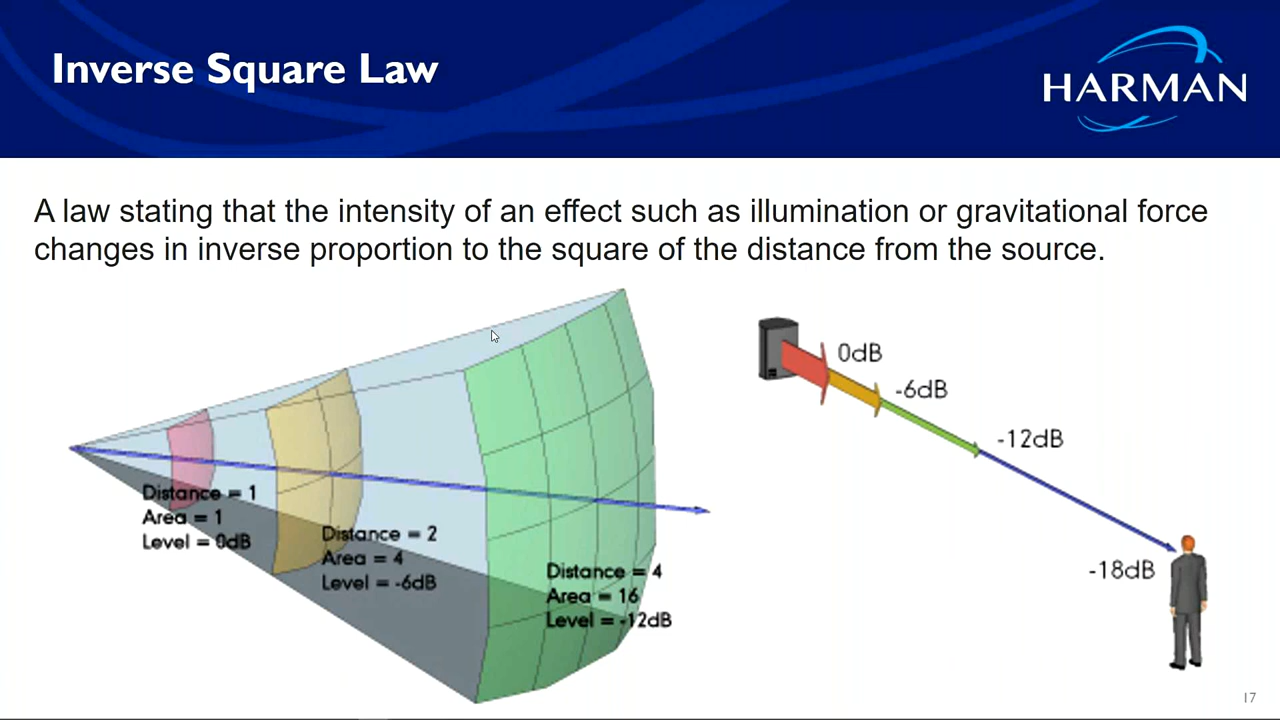 Inverse Square Law
HARMAN
A law stating that the intensity of an effect such as illumination or gravitational force
changes in inverse proportion to the square of the distance from the source.
Distance = 1
Area = 1
Level = 0dB
Distance = 2
Area = 4
Level = -6dB
Distance = 4
Area = 16
Level = -12dB
0dB
-6dB
-12dB
-18dB
17